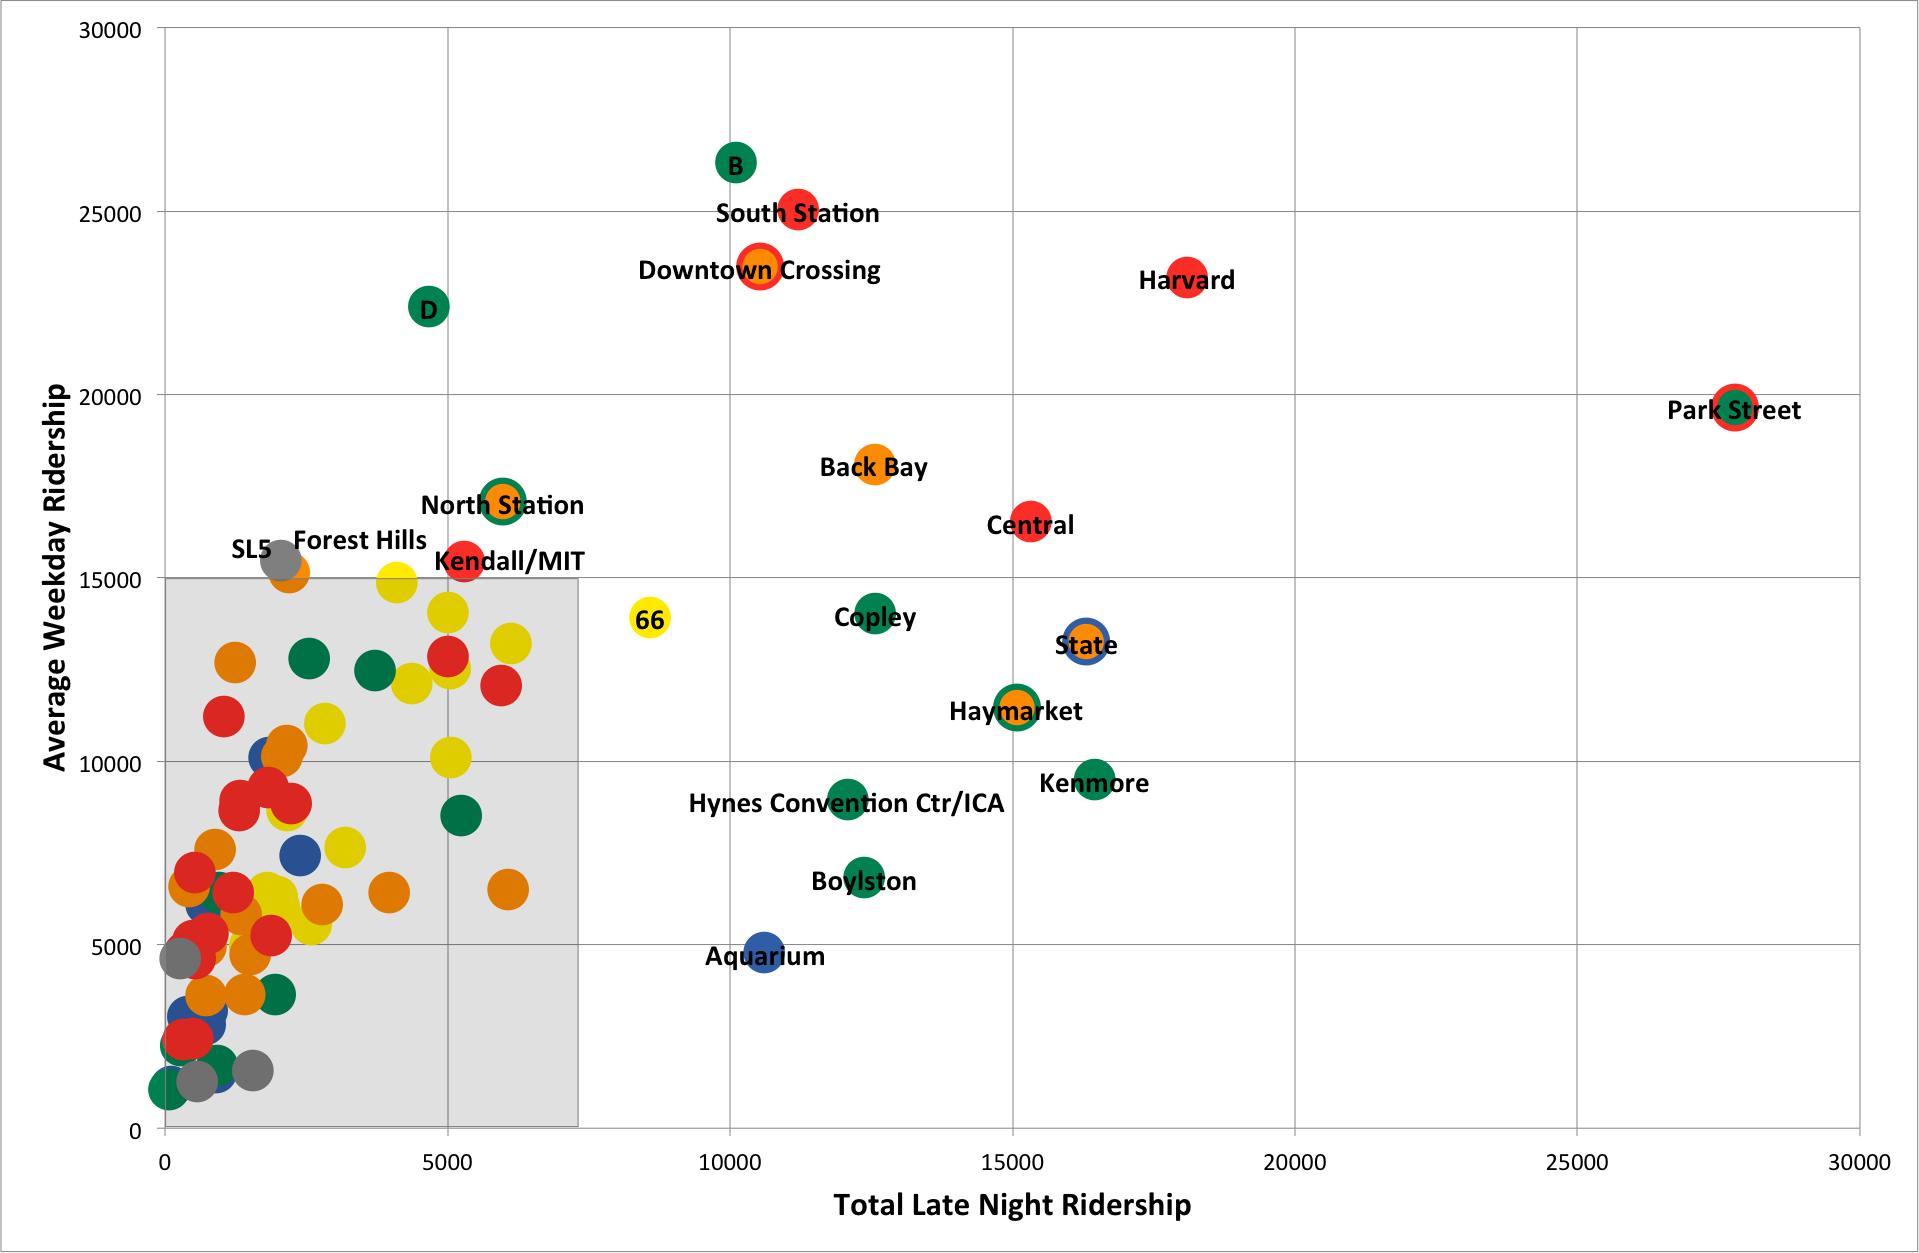 30000
B
25000
South Station
Downtown Crossing
Harvard
D
20000
Park Street
Back Bay
North Station
Central
SL5
Forest Hills
Kendall/MIT
15000
66
Copley
State
Haymarket
10000
Kenmore
Hynes Convention Ctr/ICA
Boylston
5000
Aquarium
0
Average Weekday Ridership
0 5000 10000 15000 20000 25000 30000
Total Late Night Ridership